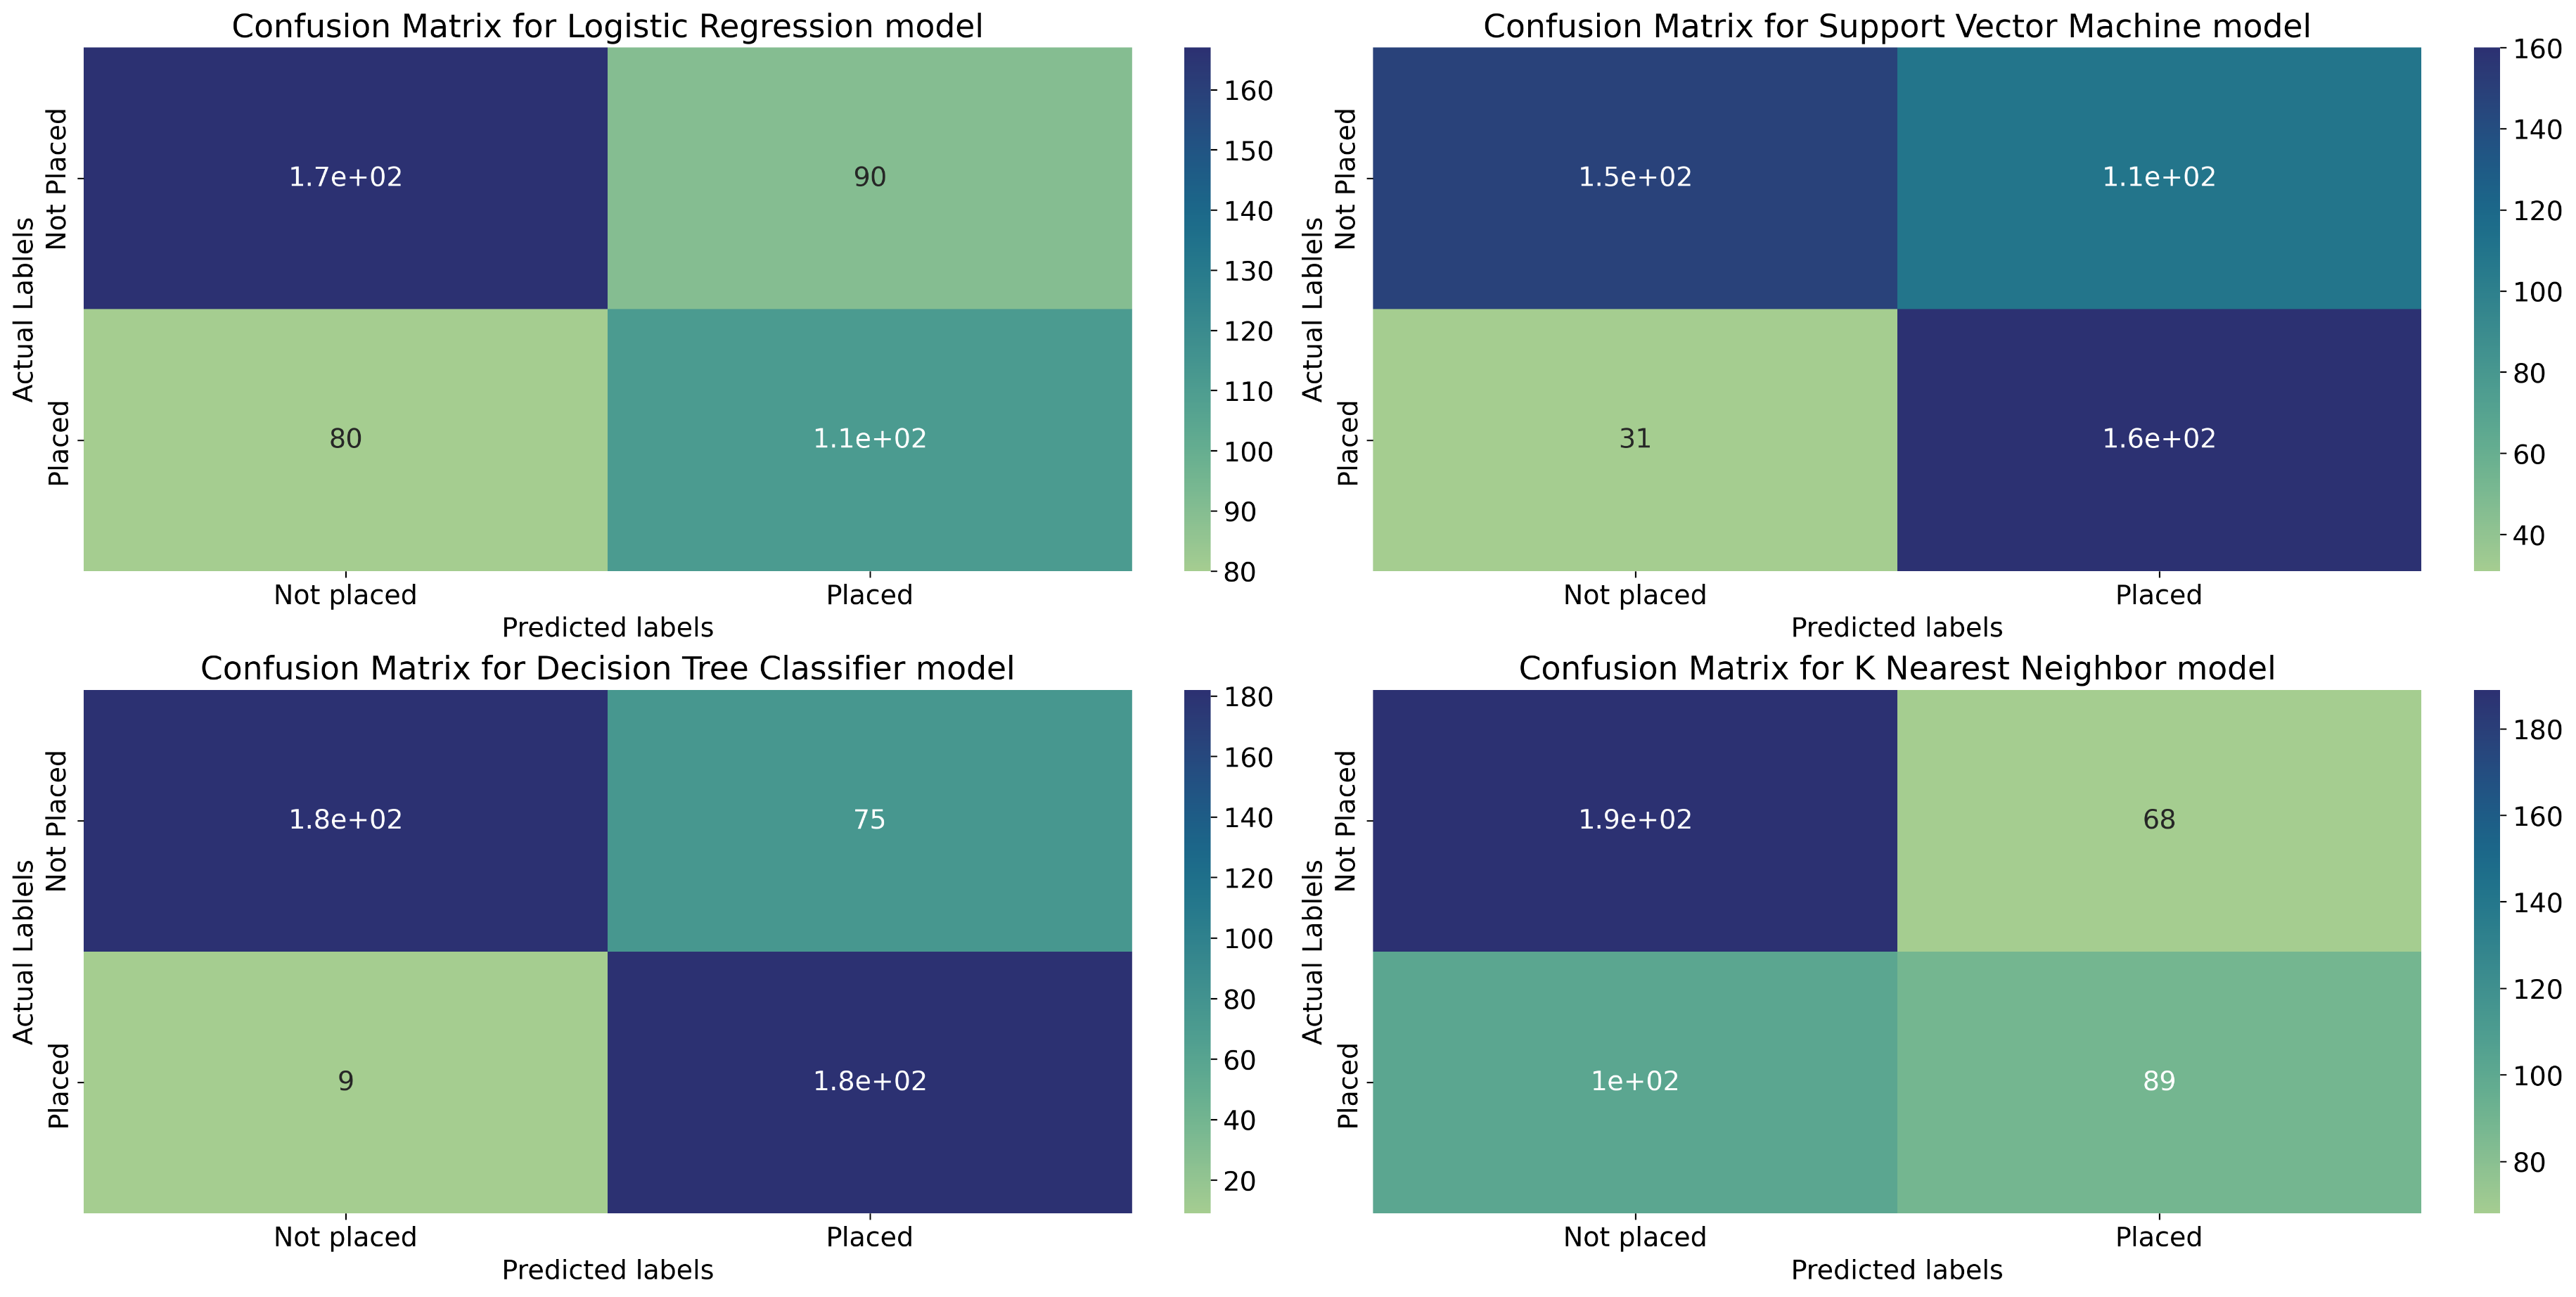 Confusion Matrix for Logistic Regression model
Actual Lablels
Not Placed
Placed
1.7e+02
90
80
1.1e+02
Not placed
Placed
Predicted labels
160
150
140
130
120
110
100
90
80
Confusion Matrix for Support Vector Machine model
Actual Lablels
Not Placed
Placed
1.5e+02
1.1e+02
31
1.6e+02
Not placed
Placed
Predicted labels
160
140
120
100
80
60
40
Confusion Matrix for Decision Tree Classifier model
Actual Lablels
Not Placed
Placed
1.8e+02
75
9
1.8e+02
Not placed
Placed
Predicted labels
180
160
140
120
100
80
60
40
20
Confusion Matrix for K Nearest Neighbor model
Actual Lablels
Not Placed
Placed
1.9e+02
68
1e+02
89
Not placed
Placed
Predicted labels
180
160
140
120
100
80